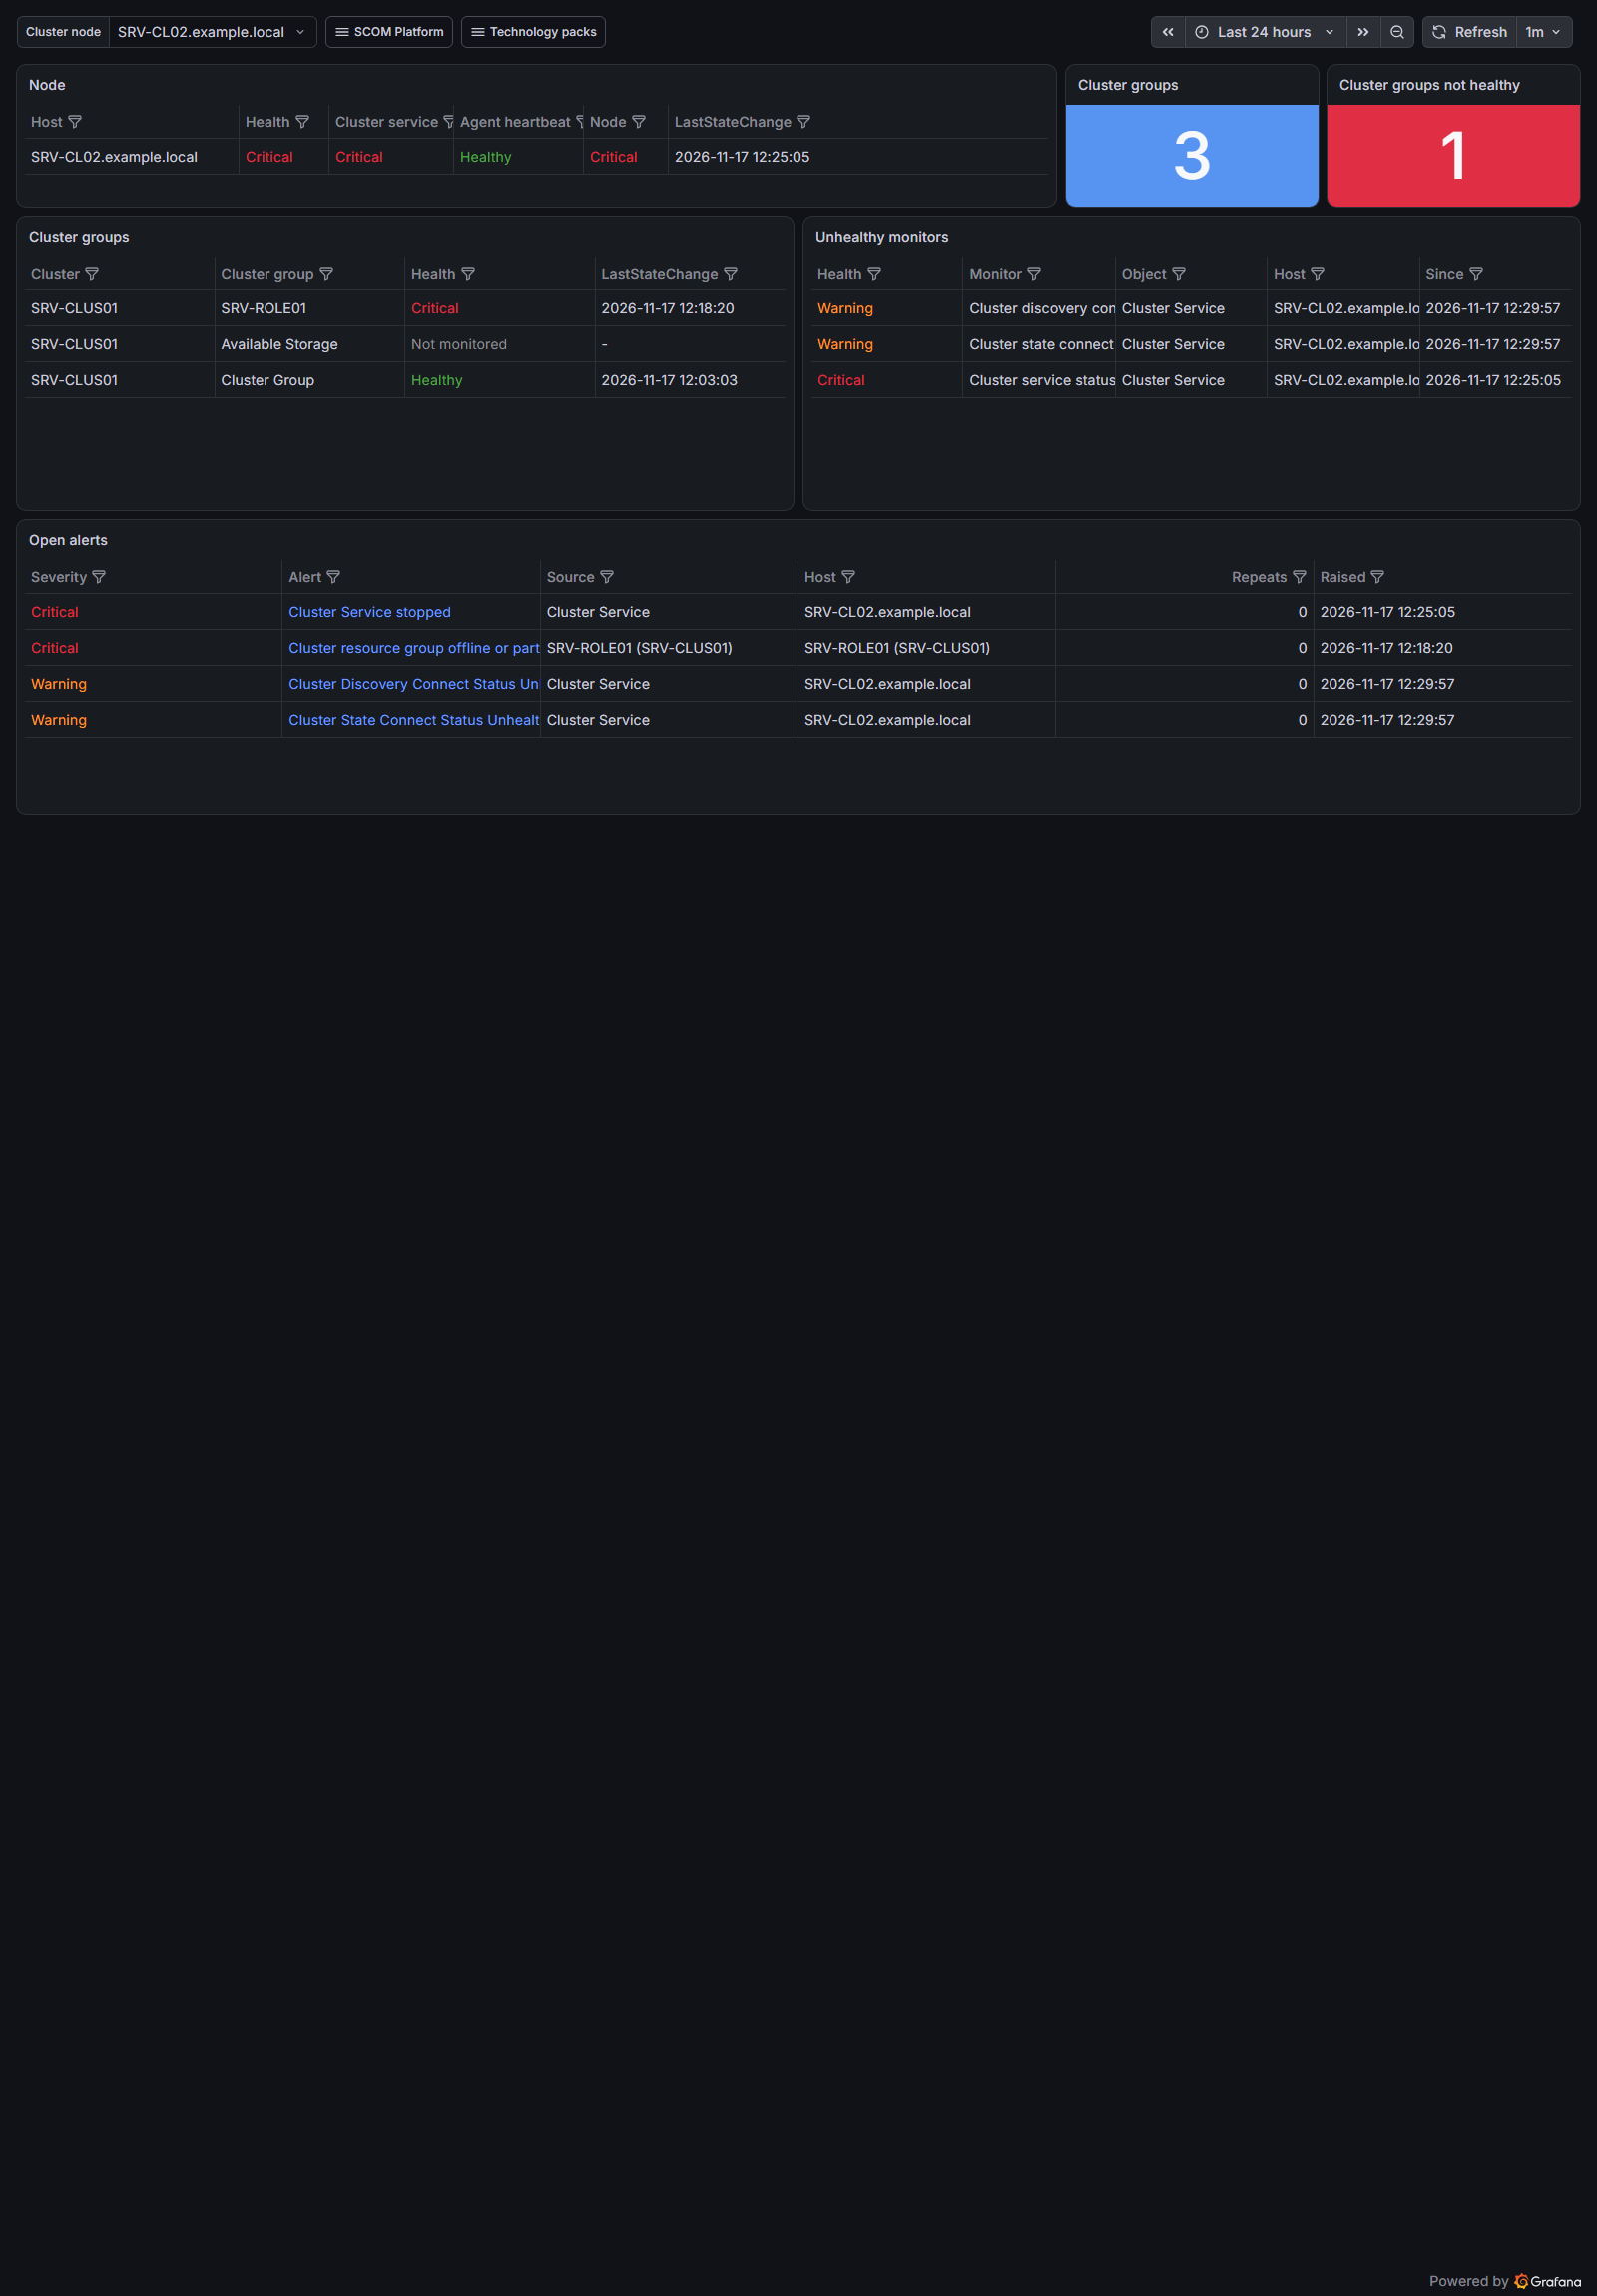 Cluster node SRV-CL02.example.local SCOM Platform Technology packs Last 24 hours Refresh 1m
Node
Host Health Cluster service Agent heartbeat Node LastStateChange
SRV-CL02.example.local Critical Critical Healthy Critical 2026-11-17 12:25:05
Cluster groups
3
Cluster groups not healthy
1
Cluster groups
Cluster Cluster group Health LastStateChange
SRV-CLUS01 SRV-ROLE01 Critical 2026-11-17 12:18:20
SRV-CLUS01 Available Storage Not monitored -
SRV-CLUS01 Cluster Group Healthy 2026-11-17 12:03:03
Unhealthy monitors
Health Monitor Object Host Since
Warning Cluster discovery con Cluster Service SRV-CL02.example.lo 2026-11-17 12:29:57
Warning Cluster state connect Cluster Service SRV-CL02.example.lo 2026-11-17 12:29:57
Critical Cluster service status Cluster Service SRV-CL02.example.lo 2026-11-17 12:25:05
Open alerts
Severity Alert Source Host Repeats Raised
Critical Cluster Service stopped Cluster Service SRV-CL02.example.local 0 2026-11-17 12:25:05
Critical Cluster resource group offline or part SRV-ROLE01 (SRV-CLUS01) SRV-ROLE01 (SRV-CLUS01) 0 2026-11-17 12:18:20
Warning Cluster Discovery Connect Status Un Cluster Service SRV-CL02.example.local 0 2026-11-17 12:29:57
Warning Cluster State Connect Status Unhealt Cluster Service SRV-CL02.example.local 0 2026-11-17 12:29:57
Powered by Grafana